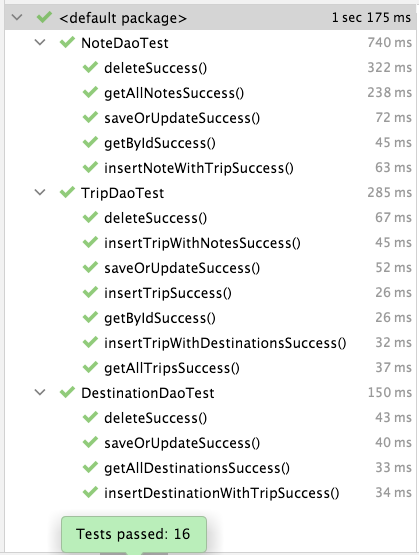 <default package> 1 sec 175 ms
NoteDaoTest 740 ms
deleteSuccess() 322 ms
getAllNotesSuccess() 238 ms
saveOrUpdateSuccess() 72 ms
getByIdSuccess() 45 ms
insertNoteWithTripSuccess() 63 ms
TripDaoTest 285 ms
deleteSuccess() 67 ms
insertTripWithNotesSuccess() 45 ms
saveOrUpdateSuccess() 52 ms
insertTripSuccess() 26 ms
getByIdSuccess() 26 ms
insertTripWithDestinationsSuccess() 32 ms
getAllTripsSuccess() 37 ms
DestinationDaoTest 150 ms
deleteSuccess() 43 ms
saveOrUpdateSuccess() 40 ms
getAllDestinationsSuccess() 33 ms
insertDestinationWithTripSuccess() 34 ms
Tests passed: 16